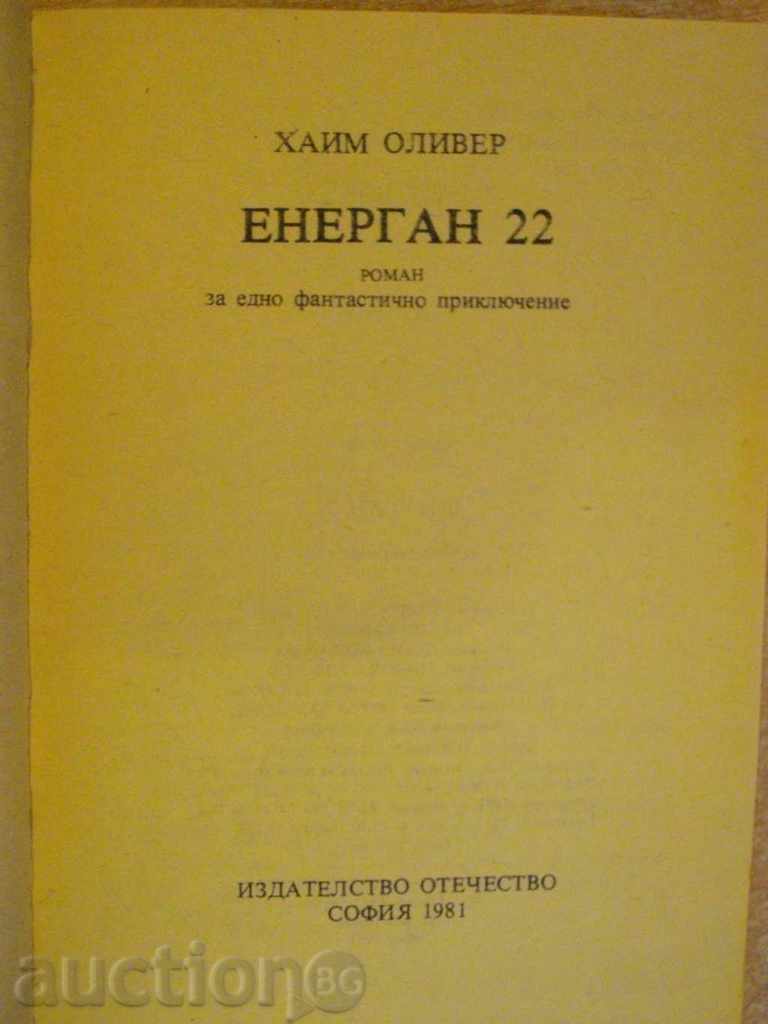 ХАИМ ОЛИВЕР
ЕНЕРГАН 22
РОМАН
за едно фантастично приключение
ИЗДАТЕЛСТВО ОТЕЧЕСТВО
СОФИЯ 1981
auctionBG